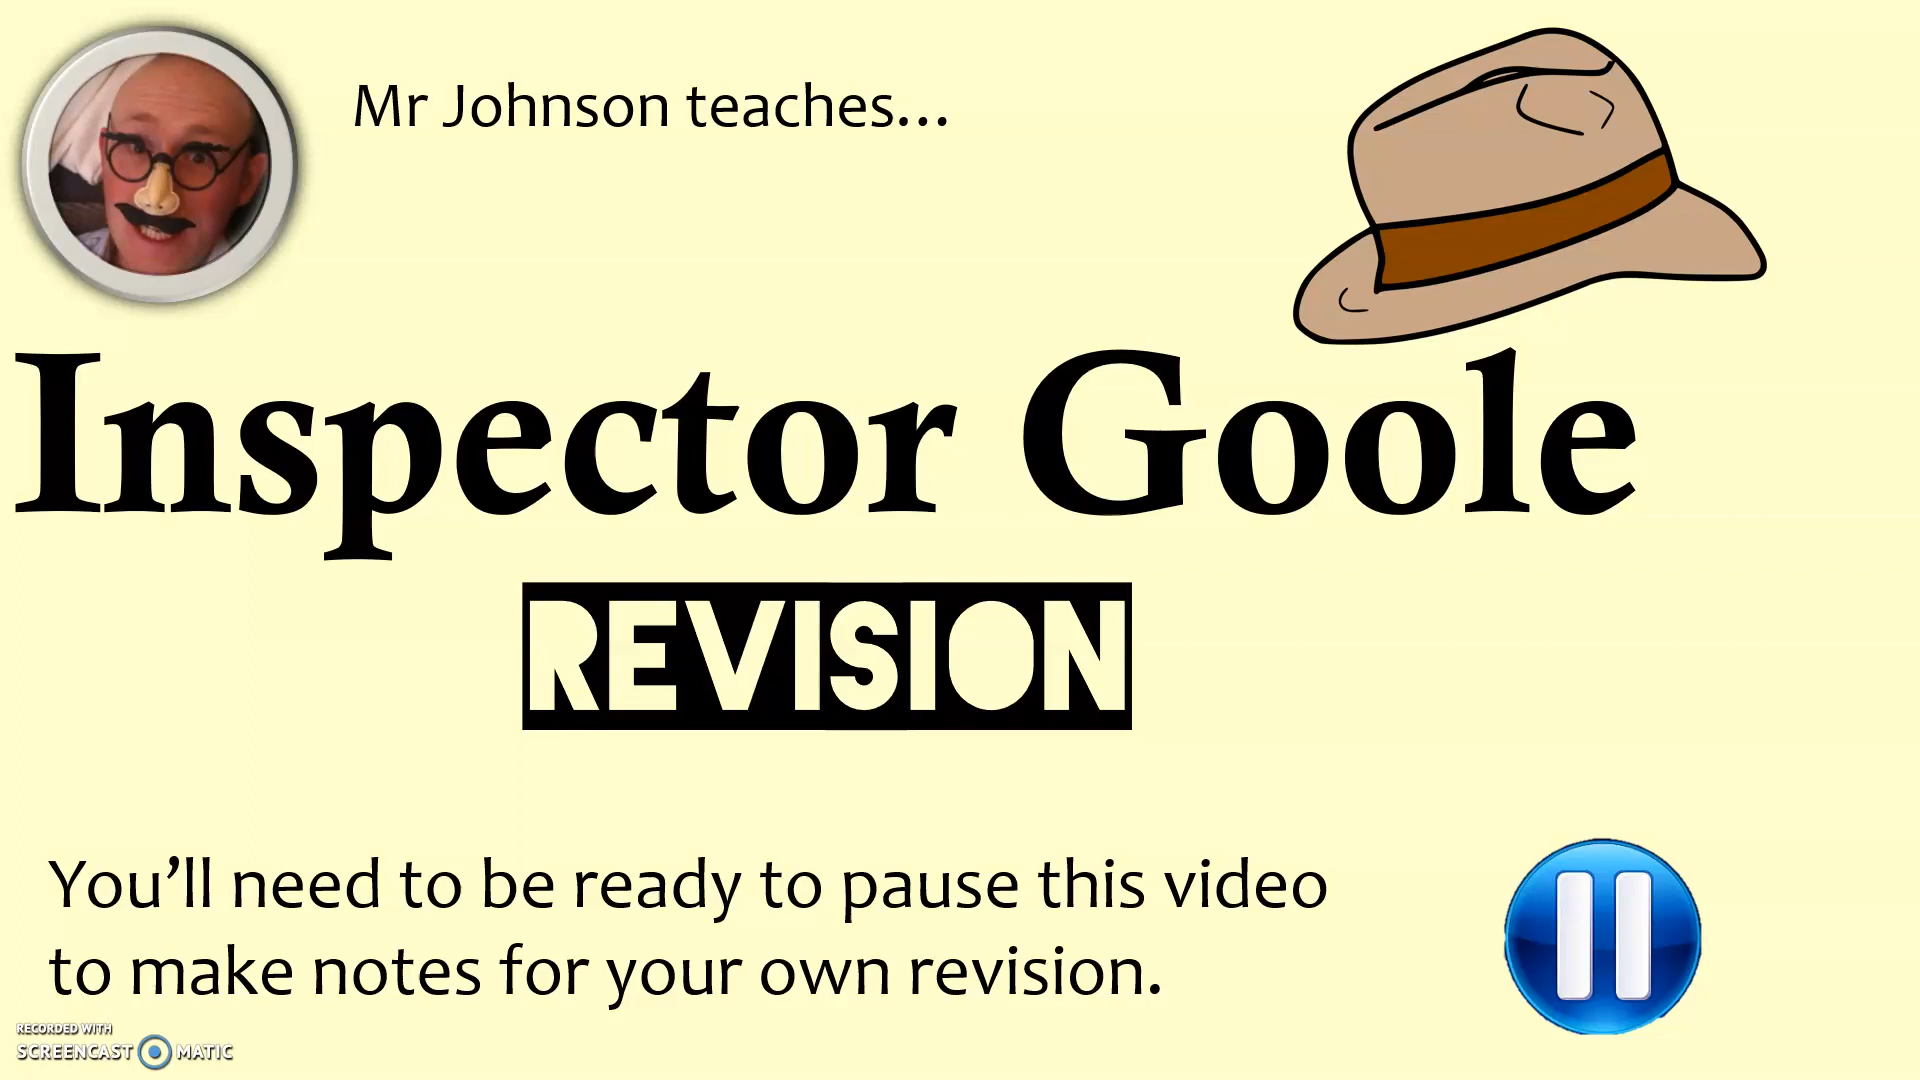 Mr Johnson teaches...
Inspector Goole
REVISION
You’ll need to be ready to pause this video
to make notes for your own revision.
RECORDED WITH
SCREENCAST MATIC